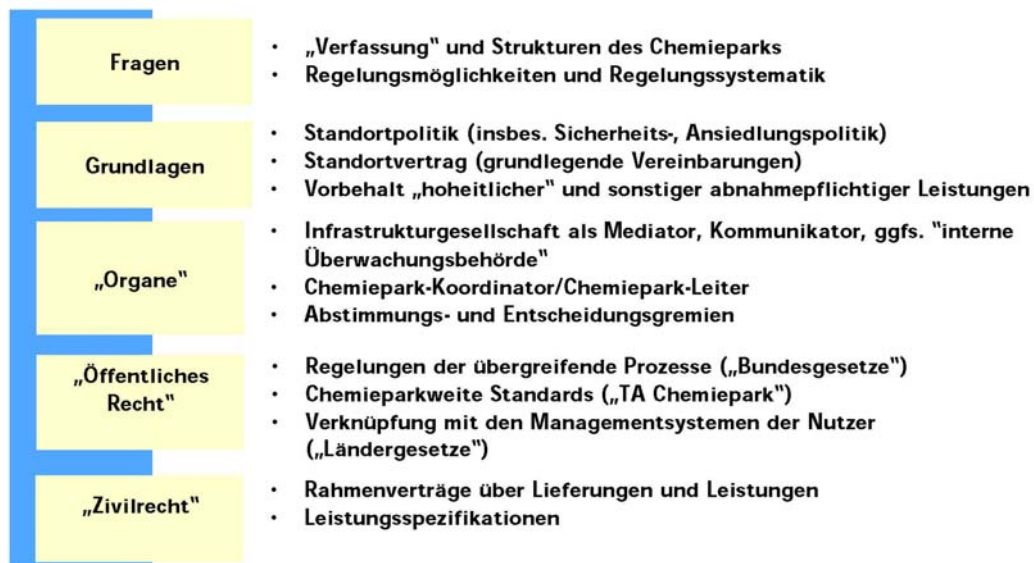 Fragen
• „Verfassung“ und Strukturen des Chemieparks
• Regelungsmöglichkeiten und Regelungssystematik
Grundlagen
• Standortpolitik (insbes. Sicherheits-, Ansiedlungspolitik)
• Standortvertrag (grundlegende Vereinbarungen)
• Vorbehalt „hoheitlicher“ und sonstiger abnahmepflichtiger Leistungen
„Organe“
• Infrastrukturgesellschaft als Mediator, Kommunikator, ggfs. "interne
Überwachungsbehörde“
• Chemiepark-Koordinator/Chemiepark-Leiter
• Abstimmungs- und Entscheidungsgremien
„Öffentliches
Recht“
• Regelungen der übergreifende Prozesse („Bundesgesetze“)
• Chemieparkweite Standards („TA Chemiepark“)
• Verknüpfung mit den Managementsystemen der Nutzer
(„Ländergesetze“)
„Zivilrecht“
• Rahmenverträge über Lieferungen und Leistungen
• Leistungsspezifikationen